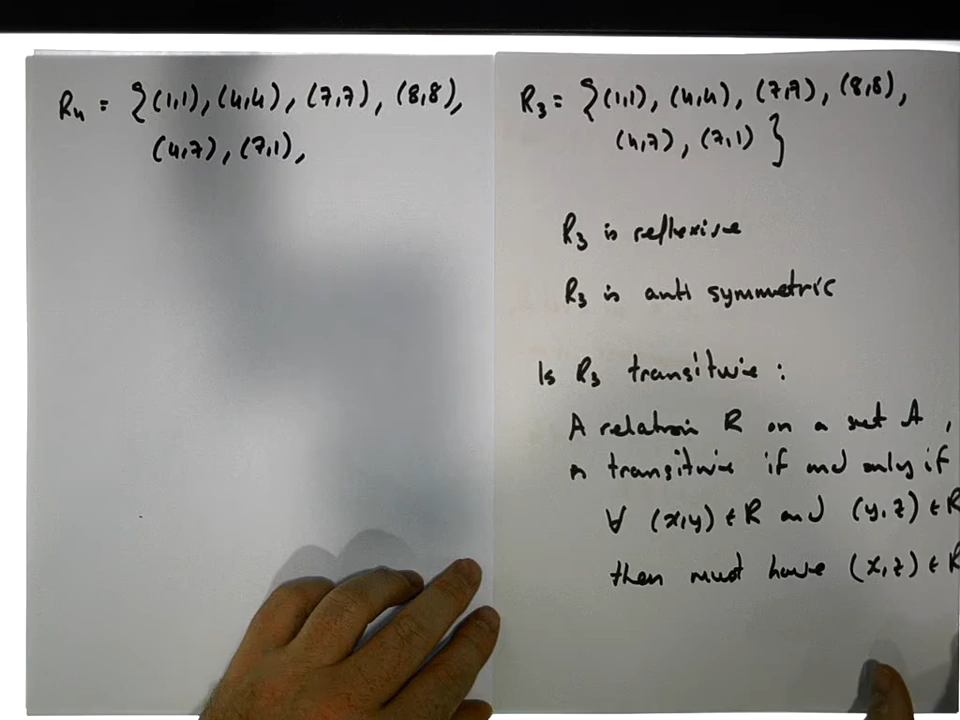 R₄ = {(1,1), (4,4), (7,7), (8,8),
(4,7), (7,1),
R₃ = {(1,1), (4,4), (7,7), (8,8),
(4,7), (7,1)}
R₃ is reflexive
R₃ is anti symmetric
Is R₃ transitive :
A relation R on a set A ,
is transitive if and only if
∀ (x,y) ∈ R and (y,z) ∈ R
then must have (x,z) ∈ R